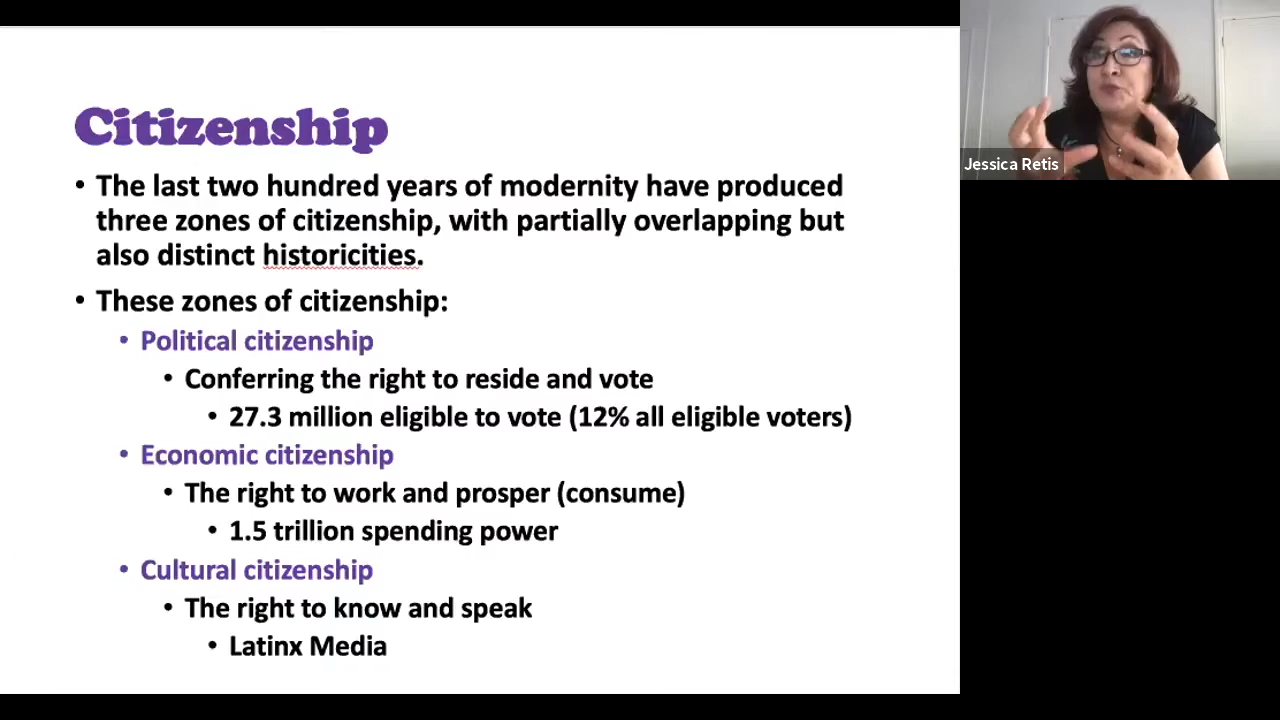 Citizenship
• The last two hundred years of modernity have produced
three zones of citizenship, with partially overlapping but
also distinct historicities.
• These zones of citizenship:
• Political citizenship
• Conferring the right to reside and vote
• 27.3 million eligible to vote (12% all eligible voters)
• Economic citizenship
• The right to work and prosper (consume)
• 1.5 trillion spending power
• Cultural citizenship
• The right to know and speak
• Latinx Media
Jessica Retis